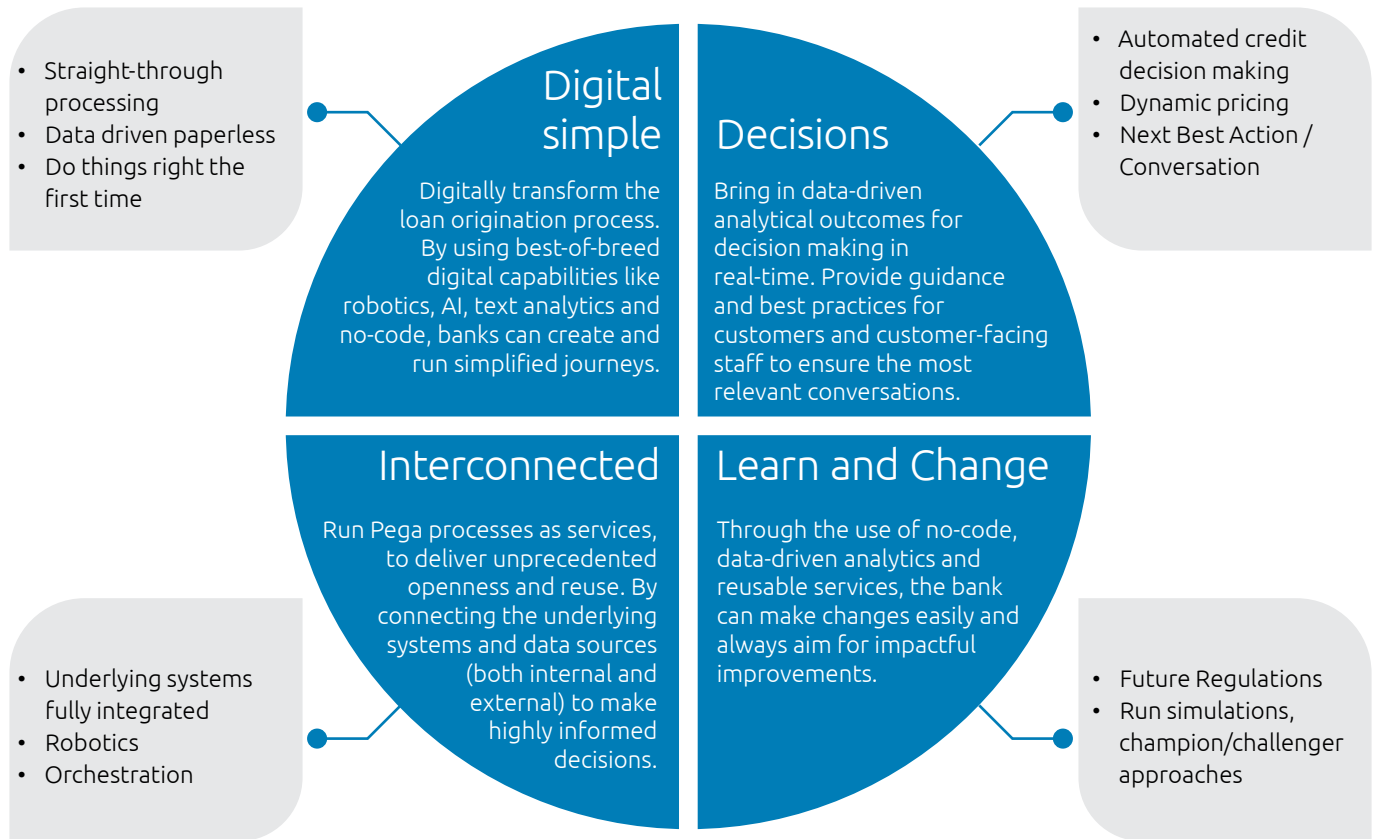 • Straight-through
processing
• Data driven paperless
• Do things right the
first time
Digital
simple
Digitally transform the
loan origination process.
By using best-of-breed
digital capabilities like
robotics, AI, text analytics and
no-code, banks can create and
run simplified journeys.
Decisions
Bring in data-driven
analytical outcomes for
decision making in
real-time. Provide guidance
and best practices for
customers and customer-facing
staff to ensure the most
relevant conversations.
• Automated credit
decision making
• Dynamic pricing
• Next Best Action /
Conversation
• Underlying systems
fully integrated
• Robotics
• Orchestration
Interconnected
Run Pega processes as services,
to deliver unprecedented
openness and reuse. By
connecting the underlying
systems and data sources
(both internal and
external) to make
highly informed
decisions.
Learn and Change
Through the use of no-code,
data-driven analytics and
reusable services, the bank
can make changes easily and
always aim for impactful
improvements.
• Future Regulations
• Run simulations,
champion/challenger
approaches